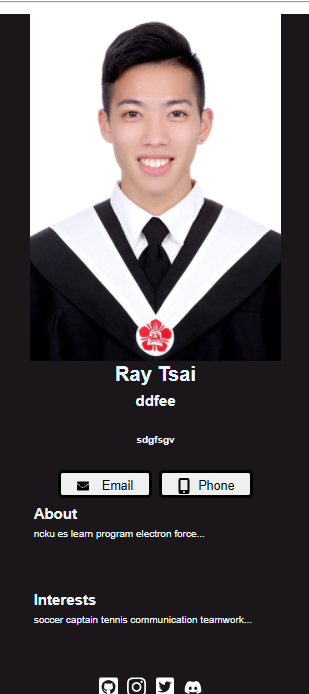 Ray Tsai
ddfee
sdgfsgv
Email
Phone
About
ncku es learn program electron force...
Interests
soccer captain tennis communication teamwork...